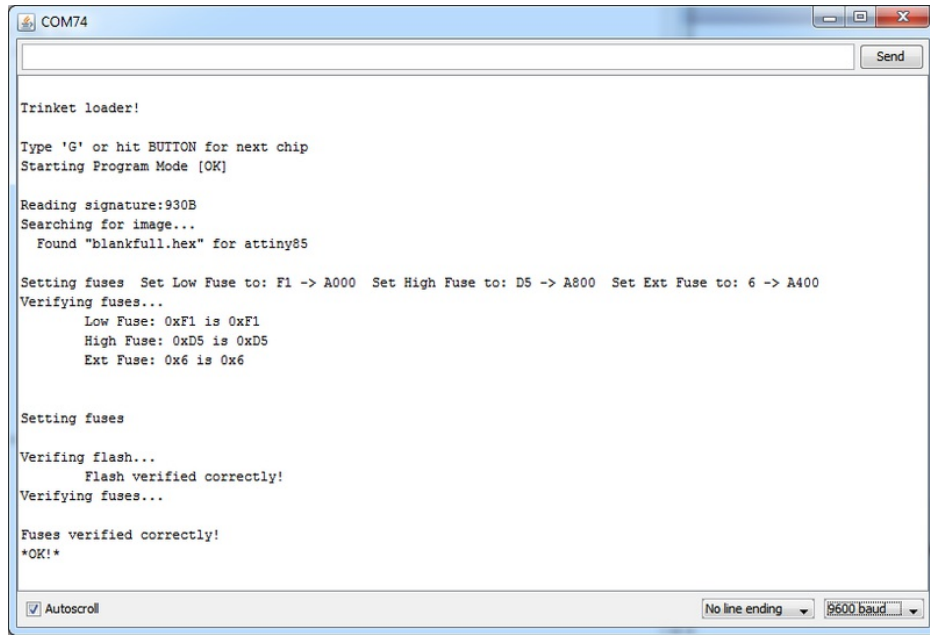 COM74
Send
Trinket loader!
Type 'G' or hit BUTTON for next chip
Starting Program Mode [OK]
Reading signature:930B
Searching for image...
Found "blankfull.hex" for attiny85
Setting fuses  Set Low Fuse to: F1 -> A000  Set High Fuse to: D5 -> A800  Set Ext Fuse to: 6 -> A400
Verifying fuses...
Low Fuse: 0xF1 is 0xF1
High Fuse: 0xD5 is 0xD5
Ext Fuse: 0x6 is 0x6
Setting fuses
Verifing flash...
Flash verified correctly!
Verifying fuses...
Fuses verified correctly!
*OK!*
Autoscroll No line ending 9600 baud